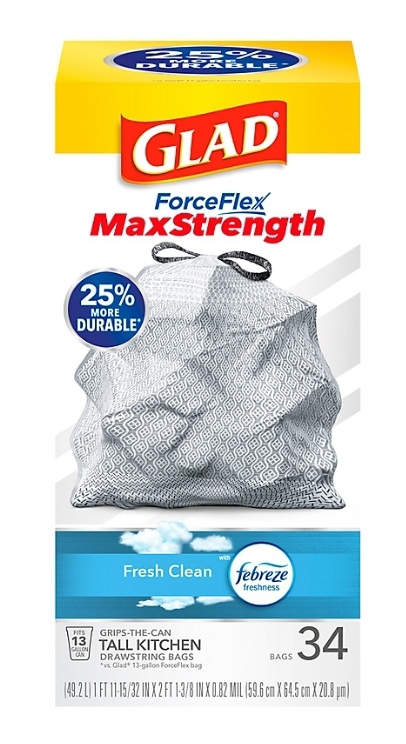 25%
MORE
DURABLE*
GLAD®
ForceFlex
MaxStrength
25%
MORE
DURABLE*
Fresh Clean
with
febreze
freshness
FITS
13
GALLON
CAN
GRIPS-THE-CAN
TALL KITCHEN
DRAWSTRING BAGS
*vs. Glad® 13-gallon ForceFlex bag
BAGS 34
(49.2 L) 1 FT 11-15/32 IN X 2 FT 1-3/8 IN X 0.82 MIL (59.6 cm X 64.5 cm X 20.8 µm)